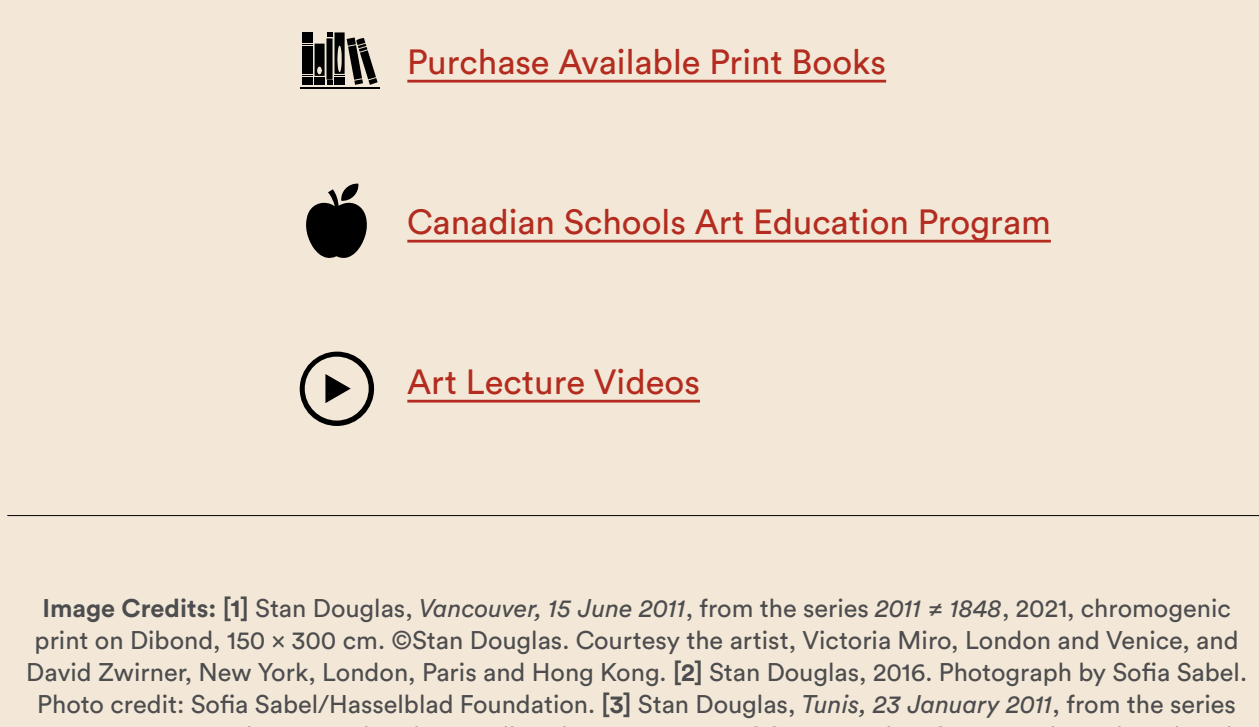 Purchase Available Print Books
Canadian Schools Art Education Program
Art Lecture Videos
Image Credits: [1] Stan Douglas, Vancouver, 15 June 2011, from the series 2011 ≠ 1848, 2021, chromogenic
print on Dibond, 150 × 300 cm. ©Stan Douglas. Courtesy the artist, Victoria Miro, London and Venice, and
David Zwirner, New York, London, Paris and Hong Kong. [2] Stan Douglas, 2016. Photograph by Sofia Sabel.
Photo credit: Sofia Sabel/Hasselblad Foundation. [3] Stan Douglas, Tunis, 23 January 2011, from the series